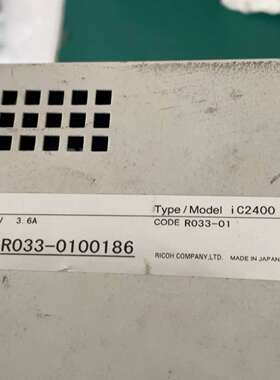 Type/Model iC2400
V 3.6A CODE R033-01
R033-0100186
RICOH COMPANY,LTD. MADE IN JAPAN